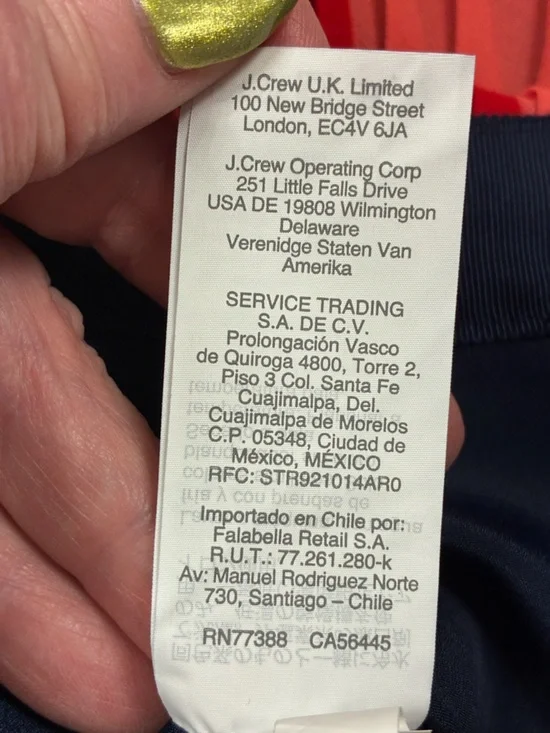 J.Crew U.K. Limited
100 New Bridge Street
London, EC4V 6JA
J.Crew Operating Corp
251 Little Falls Drive
USA DE 19808 Wilmington
Delaware
Verenidge Staten Van
Amerika
SERVICE TRADING
S.A. DE C.V.
Prolongación Vasco
de Quiroga 4800, Torre 2,
Piso 3 Col. Santa Fe
Cuajimalpa, Del.
Cuajimalpa de Morelos
C.P. 05348, Ciudad de
México, MÉXICO
RFC: STR921014AR0
Importado en Chile por:
Falabella Retail S.A.
R.U.T.: 77.261.280-k
Av: Manuel Rodriguez Norte
730, Santiago – Chile
RN77388 CA56445